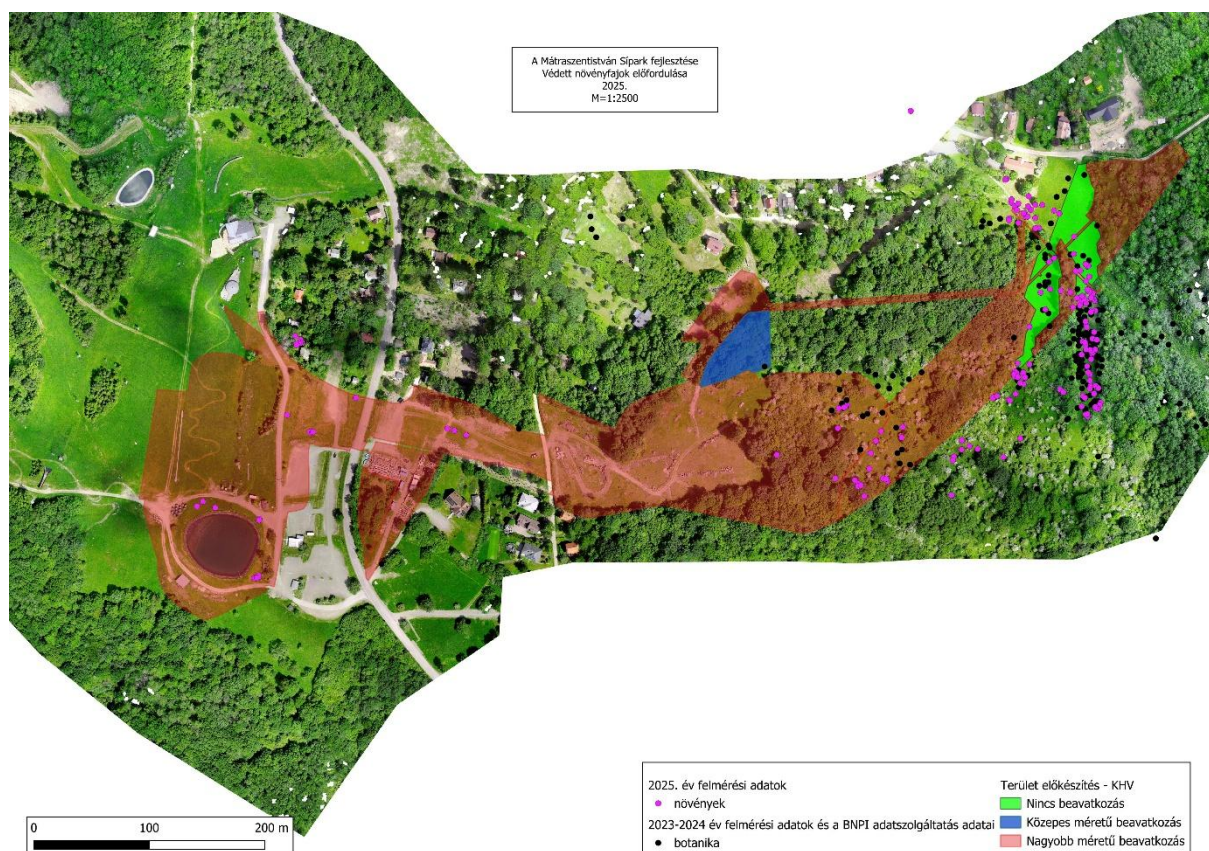 A Mátraszentistván Sípark fejlesztése
Védett növényfajok előfordulása
2025.
M=1:2500
2025. év felmérési adatok
növények
2023-2024 év felmérési adatok és a BNPI adatszolgáltatás adatai
botanika
Terület előkészítés - KHV
Nincs beavatkozás
Közepes méretű beavatkozás
Nagyobb méretű beavatkozás
0 100 200 m